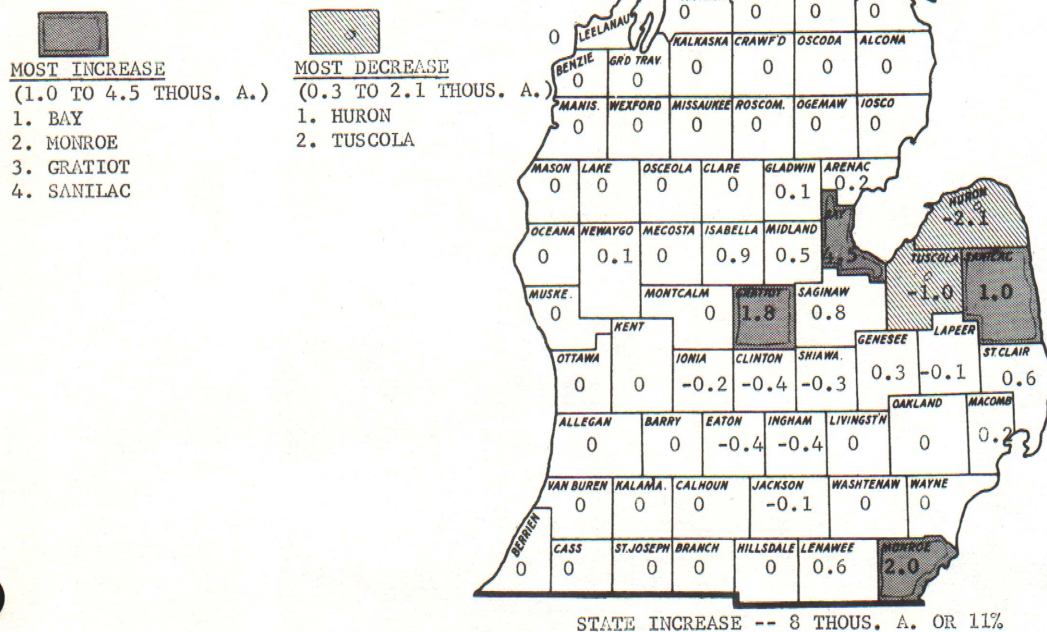 0 0 0 0
0 LEELANAU
KALKASKA CRAWF'D OSCODA ALCONA
BENZIE GR'D TRAV.
0 0 0 0 0 0
MOST INCREASE
(1.0 TO 4.5 THOUS. A.)
1. BAY
2. MONROE
3. GRATIOT
4. SANILAC
MOST DECREASE
(0.3 TO 2.1 THOUS. A.)
1. HURON
2. TUSCOLA
MANIS. WEXFORD MISSAUKEE ROSCOM. OGEMAW IOSCO
0 0 0 0 0 0
MASON LAKE OSCEOLA CLARE GLADWIN ARENAC
0 0 0 0 0.1 0.2
HURON
-2.1
BAY
4.5
OCEANA NEWAYGO MECOSTA ISABELLA MIDLAND
0 0.1 0 0.9 0.5
TUSCOLA SANILAC
-1.0 1.0
MUSKE. MONTCALM GRATIOT SAGINAW
0 0 1.8 0.8
KENT GENESEE LAPEER
OTTAWA IONIA CLINTON SHIAWA. ST.CLAIR
0 0 -0.2 -0.4 -0.3 0.3 -0.1 0.6
ALLEGAN BARRY EATON INGHAM LIVINGST'N OAKLAND MACOMB
0 0 -0.4 -0.4 0 0.2
VAN BUREN KALAMA. CALHOUN JACKSON WASHTENAW WAYNE
0 0 0 -0.1 0 0
BERRIEN CASS ST.JOSEPH BRANCH HILLSDALE LENAWEE MONROE
0 0 0 0 0 0.6 2.0
STATE INCREASE -- 8 THOUS. A. OR 11%